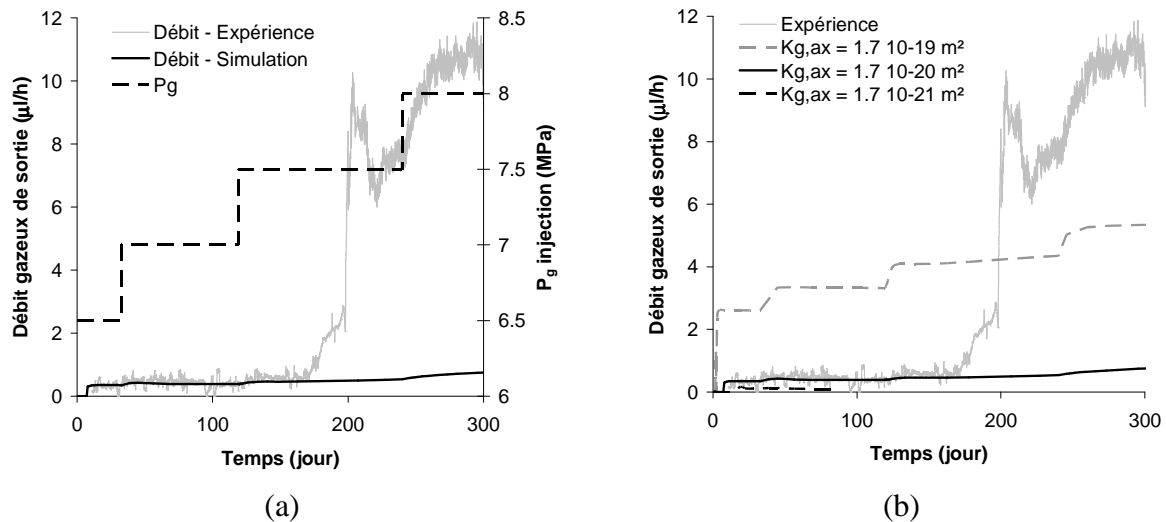 Débit gazeux de sortie (µl/h)
12
10
8
6
4
2
0
Débit - Expérience
Débit - Simulation
Pg
8.5
8
7.5
7
6.5
6
Pg injection (MPa)
0 100 200 300
Temps (jour)
(a)
Débit gazeux de sortie (µl/h)
12
10
8
6
4
2
0
Expérience
Kg,ax = 1.7 10-19 m²
Kg,ax = 1.7 10-20 m²
Kg,ax = 1.7 10-21 m²
0 100 200 300
Temps (jour)
(b)